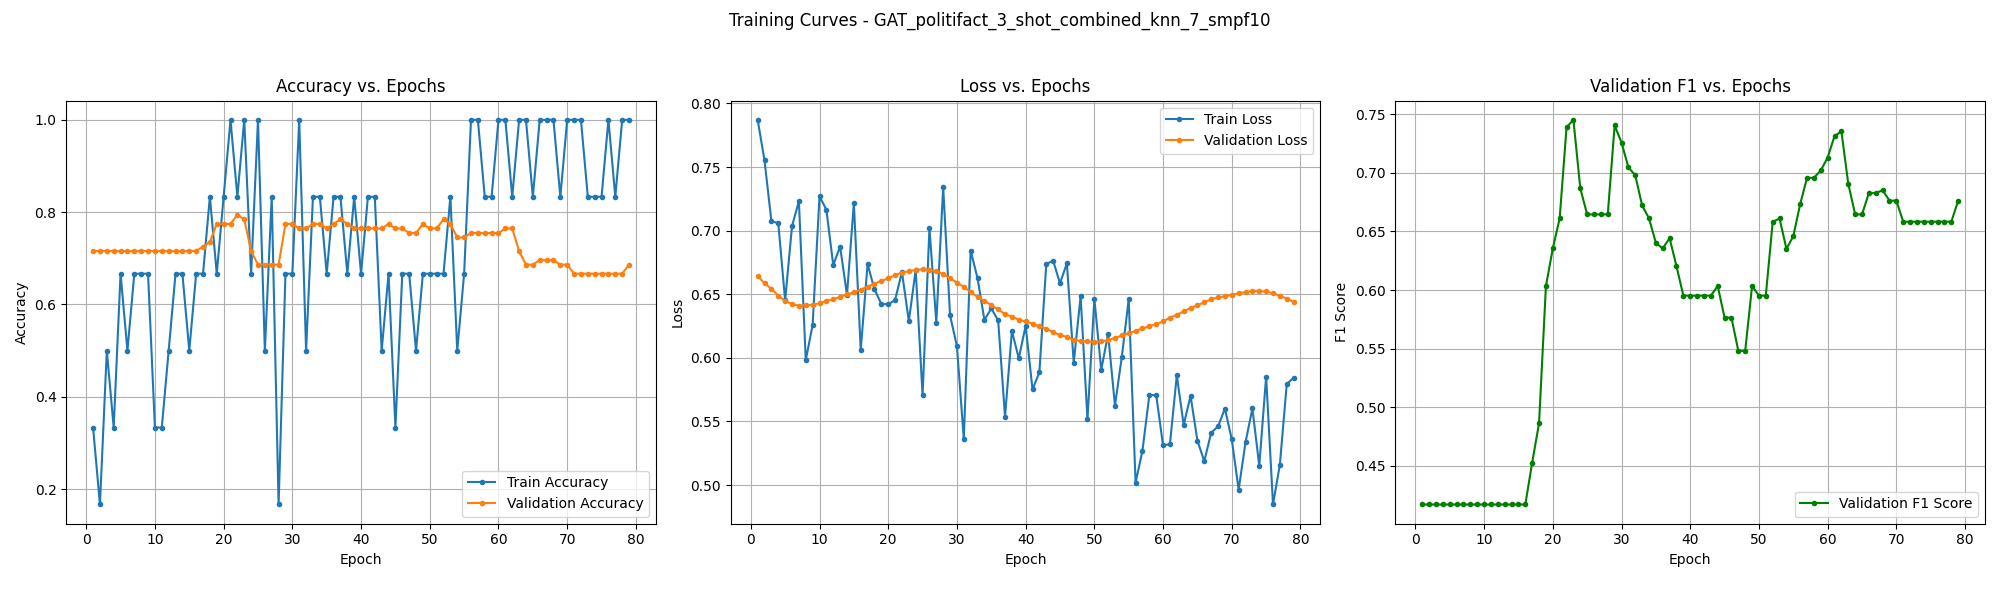 Training Curves - GAT_politifact_3_shot_combined_knn_7_smpf10
Accuracy vs. Epochs
Accuracy
1.0
0.8
0.6
0.4
0.2
0 10 20 30 40 50 60 70 80
Epoch
Train Accuracy
Validation Accuracy
Loss vs. Epochs
Loss
0.80
0.75
0.70
0.65
0.60
0.55
0.50
0 10 20 30 40 50 60 70 80
Epoch
Train Loss
Validation Loss
Validation F1 vs. Epochs
F1 Score
0.75
0.70
0.65
0.60
0.55
0.50
0.45
0 10 20 30 40 50 60 70 80
Epoch
Validation F1 Score